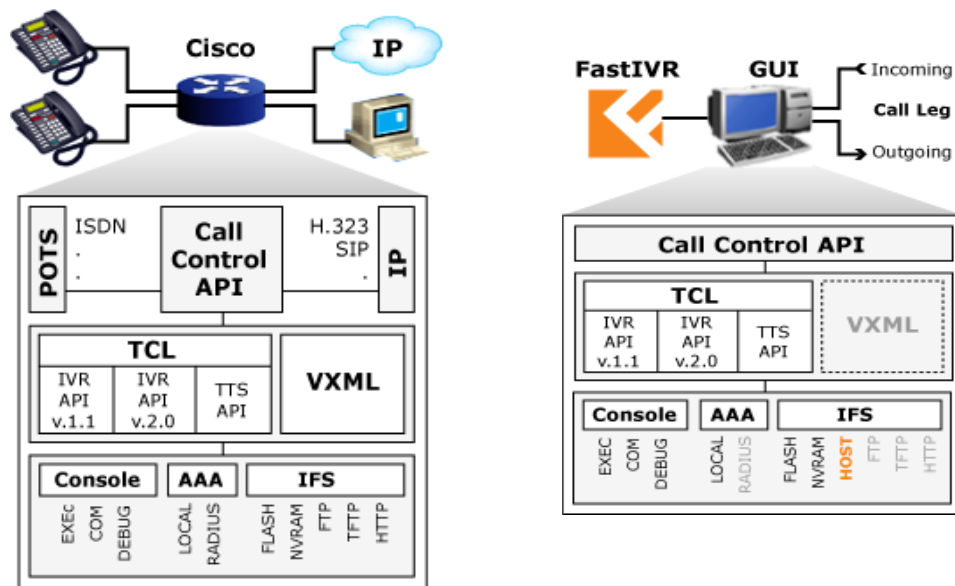 Cisco
IP
POTS
ISDN
.
.
Call
Control
API
H.323
SIP
.
IP
TCL
IVR
API
v.1.1
IVR
API
v.2.0
TTS
API
VXML
Console
AAA
IFS
EXEC
COM
DEBUG
LOCAL
RADIUS
FLASH
NVRAM
FTP
TFTP
HTTP
FastIVR
GUI
Incoming
Call Leg
Outgoing
Call Control API
TCL
IVR
API
v.1.1
IVR
API
v.2.0
TTS
API
VXML
Console
AAA
IFS
EXEC
COM
DEBUG
LOCAL
RADIUS
FLASH
NVRAM
HOST
FTP
TFTP
HTTP